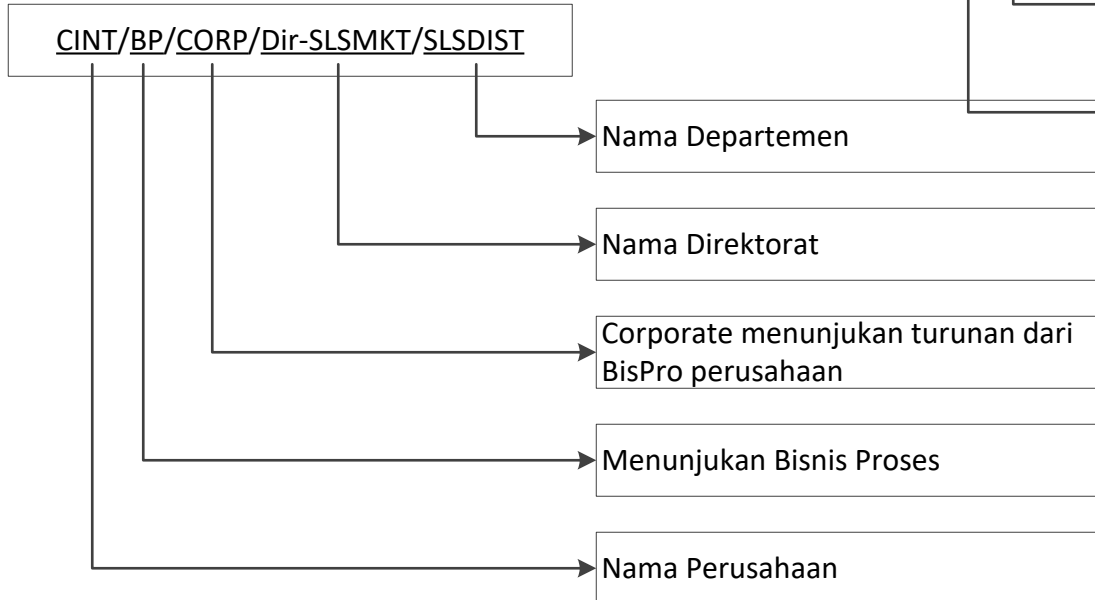 CINT/BP/CORP/Dir-SLSMKT/SLSDIST
Nama Departemen
Nama Direktorat
Corporate menunjukan turunan dari
BisPro perusahaan
Menunjukan Bisnis Proses
Nama Perusahaan